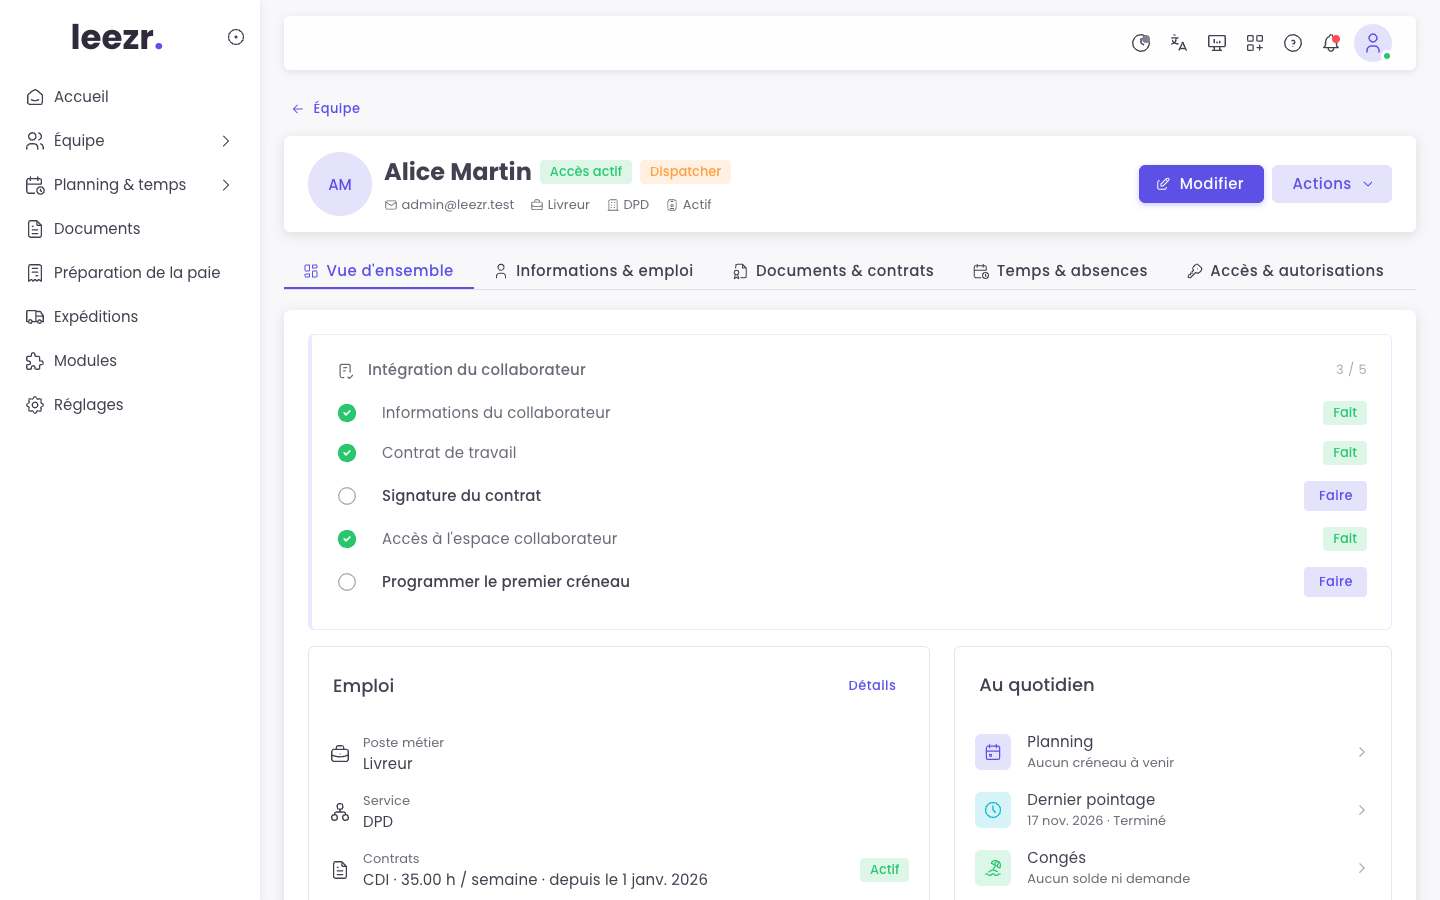 leezr.
Accueil
Équipe
Planning & temps
Documents
Préparation de la paie
Expéditions
Modules
Réglages
Équipe
AM
Alice Martin
Accès actif
Dispatcher
admin@leezr.test
Livreur
DPD
Actif
Modifier
Actions
Vue d'ensemble
Informations & emploi
Documents & contrats
Temps & absences
Accès & autorisations
Intégration du collaborateur
3 / 5
Informations du collaborateur
Fait
Contrat de travail
Fait
Signature du contrat
Faire
Accès à l'espace collaborateur
Fait
Programmer le premier créneau
Faire
Emploi
Détails
Poste métier
Livreur
Service
DPD
Contrats
CDI · 35.00 h / semaine · depuis le 1 janv. 2026
Actif
Au quotidien
Planning
Aucun créneau à venir
Dernier pointage
17 nov. 2026 · Terminé
Congés
Aucun solde ni demande